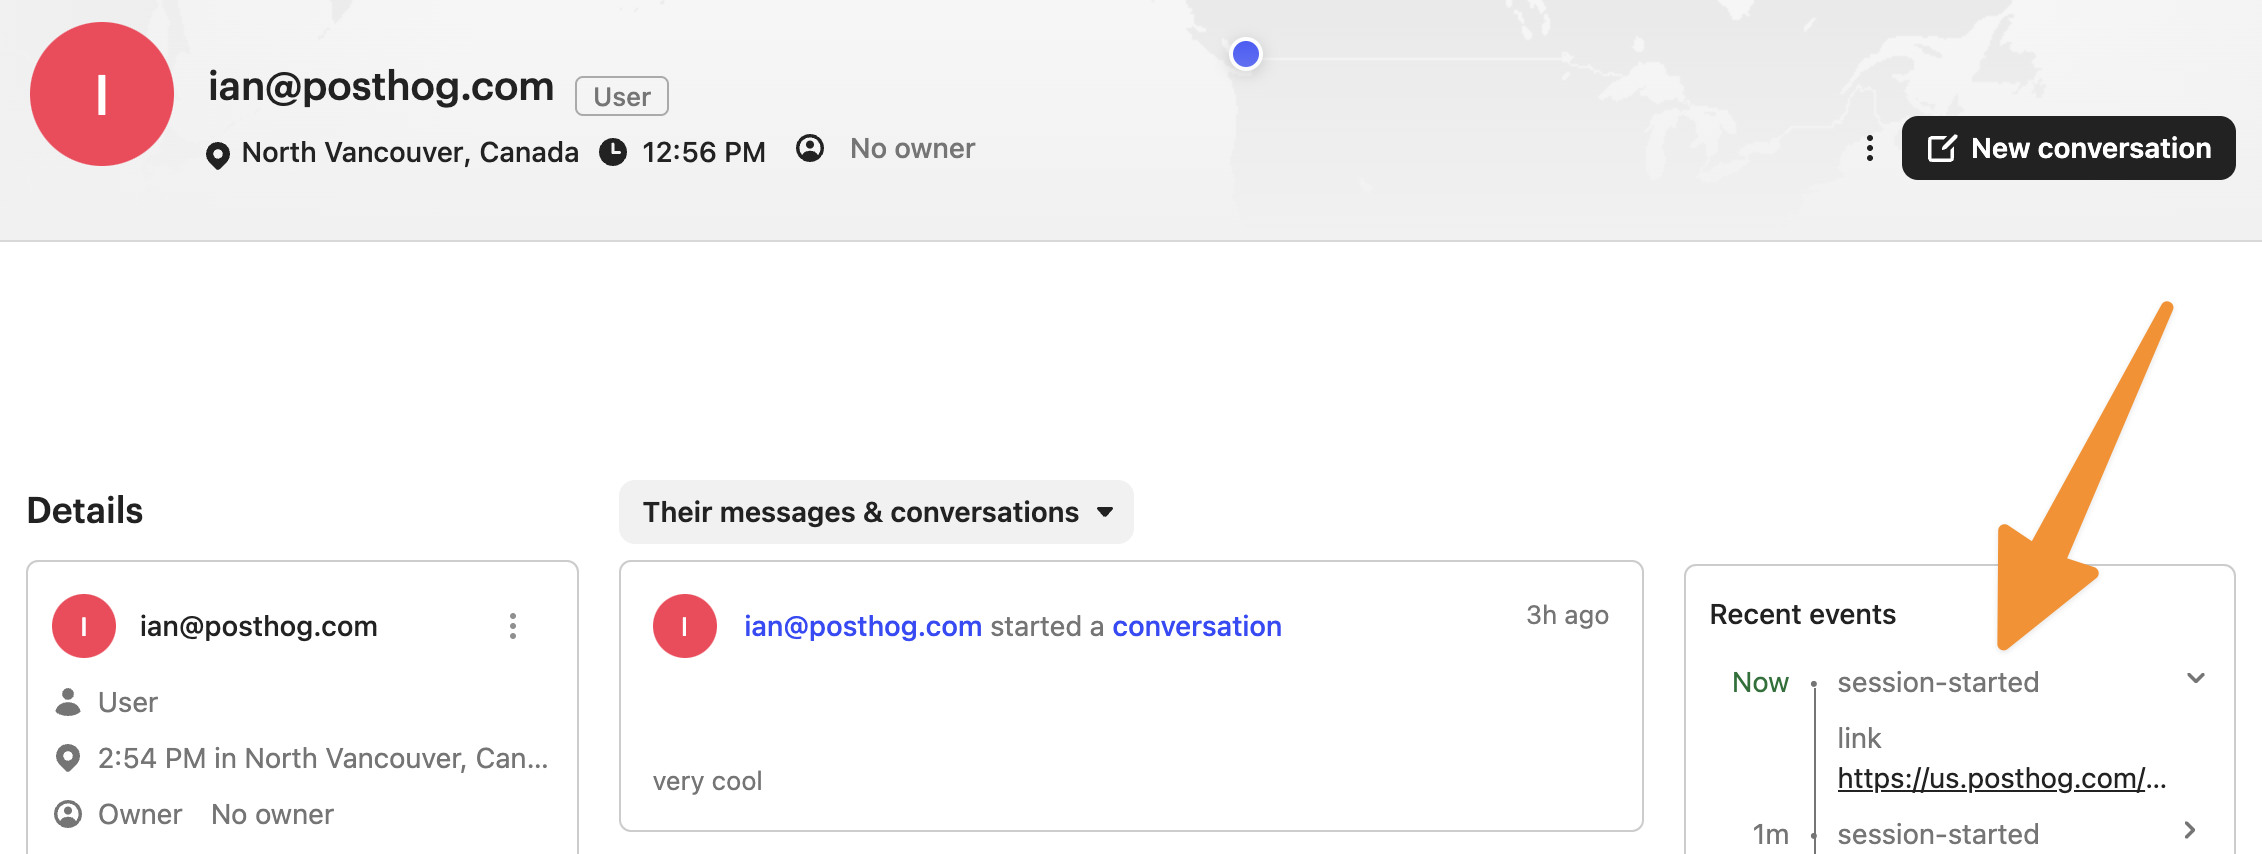 I
ian@posthog.com User
North Vancouver, Canada 12:56 PM No owner
New conversation
Details
I
ian@posthog.com
User
2:54 PM in North Vancouver, Can...
Owner No owner
Their messages & conversations
I
ian@posthog.com started a conversation
3h ago
very cool
Recent events
Now session-started
link
https://us.posthog.com/...
1m session-started